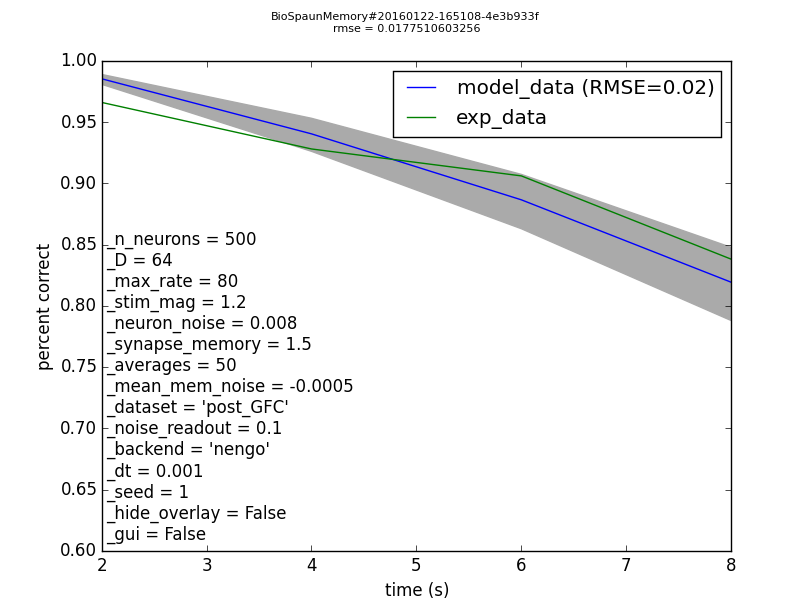 BioSpaunMemory#20160122-165108-4e3b933f
rmse = 0.0177510603256
1.00
model_data (RMSE=0.02)
exp_data
0.95
0.90
0.85
_n_neurons = 500
_D = 64
_max_rate = 80
0.80
_stim_mag = 1.2
_neuron_noise = 0.008
_synapse_memory = 1.5
0.75
_averages = 50
_mean_mem_noise = -0.0005
_dataset = 'post_GFC'
0.70
_noise_readout = 0.1
_backend = 'nengo'
_dt = 0.001
0.65
_seed = 1
_hide_overlay = False
_gui = False
0.60
percent correct
2 3 4 5 6 7 8
time (s)